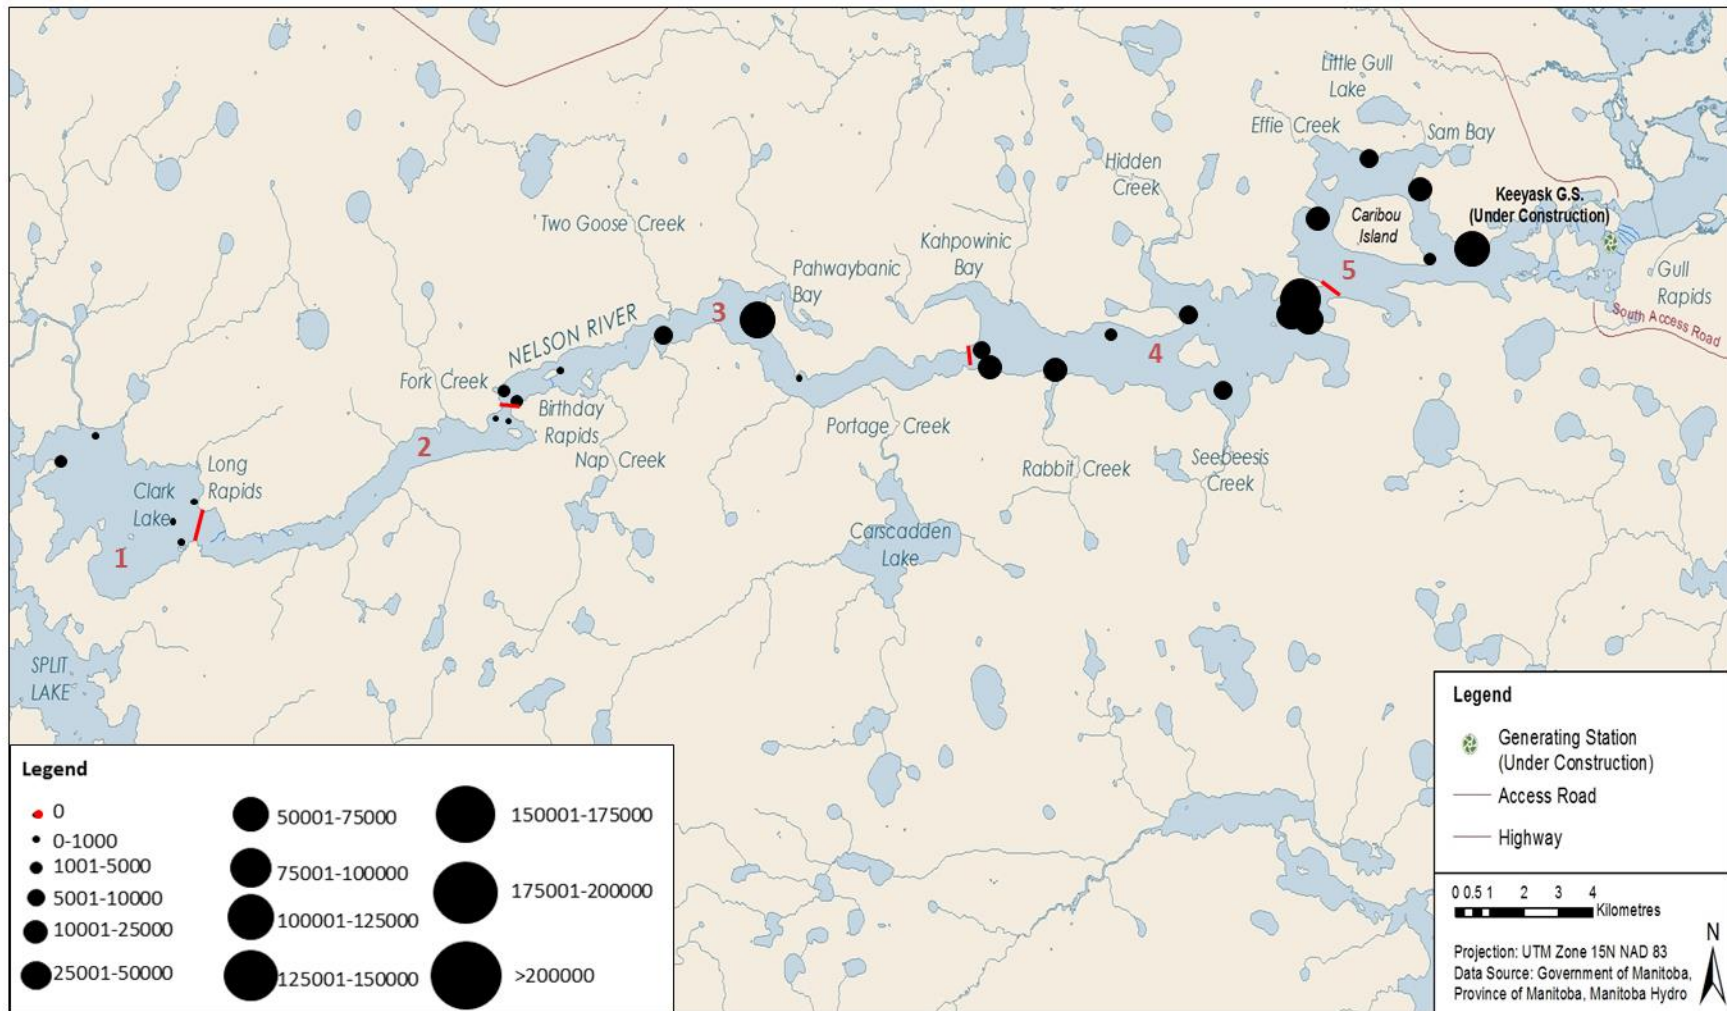 Little Gull
Lake
Effie Creek
Sam Bay
Hidden
Creek
Keeyask G.S.
(Under Construction)
Caribou
Island
' Two Goose Creek
Kahpowinic
Bay
Pahwaybanic
Bay
5
Gull
Rapids
South Access Road
NELSON RIVER
3
4
Fork Creek
Birthday
Rapids
2
Portage Creek
Nap Creek
Rabbit Creek
Seebeesis
Creek
Long
Rapids
Clark
Lake
1
Carscadden
Lake
SPLIT
LAKE
Legend
0
0-1000
1001-5000
5001-10000
10001-25000
25001-50000
50001-75000
75001-100000
100001-125000
125001-150000
150001-175000
175001-200000
>200000
Legend
Generating Station
(Under Construction)
Access Road
Highway
0 0.5 1 2 3 4
Kilometres
N
Projection: UTM Zone 15N NAD 83
Data Source: Government of Manitoba,
Province of Manitoba, Manitoba Hydro